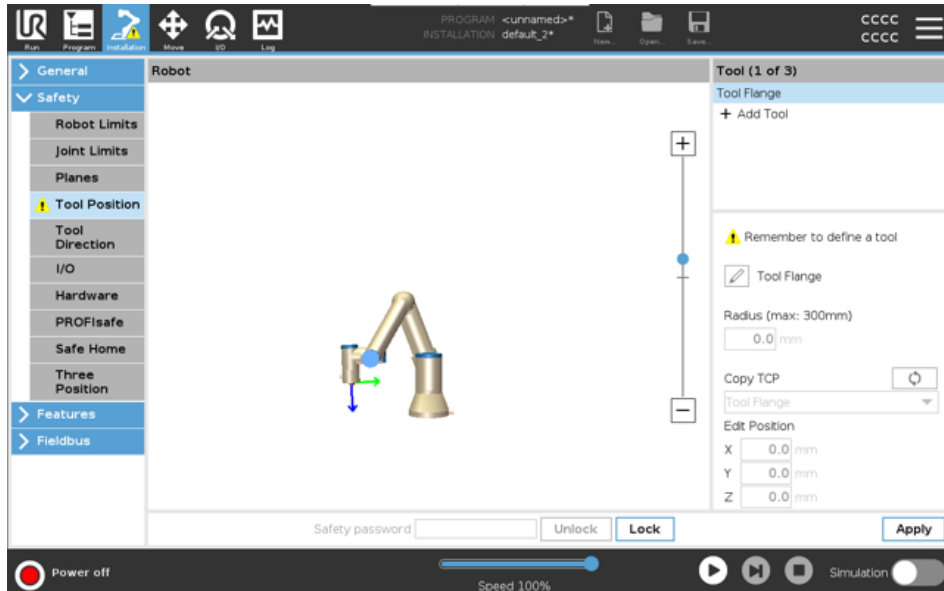 PROGRAM <unnamed>*
INSTALLATION default_2*
CCCC
CCCC
Run
Program
Installation
Move
I/O
Log
New...
Open...
Save...
General
Safety
Robot Limits
Joint Limits
Planes
Tool Position
Tool
Direction
I/O
Hardware
PROFIsafe
Safe Home
Three
Position
Features
Fieldbus
Robot
Tool (1 of 3)
Tool Flange
+ Add Tool
Remember to define a tool
Tool Flange
Radius (max: 300mm)
0.0 mm
Copy TCP
Tool Flange
Edit Position
X 0.0 mm
Y 0.0 mm
Z 0.0 mm
Safety password
Unlock
Lock
Apply
Power off
Speed 100%
Simulation